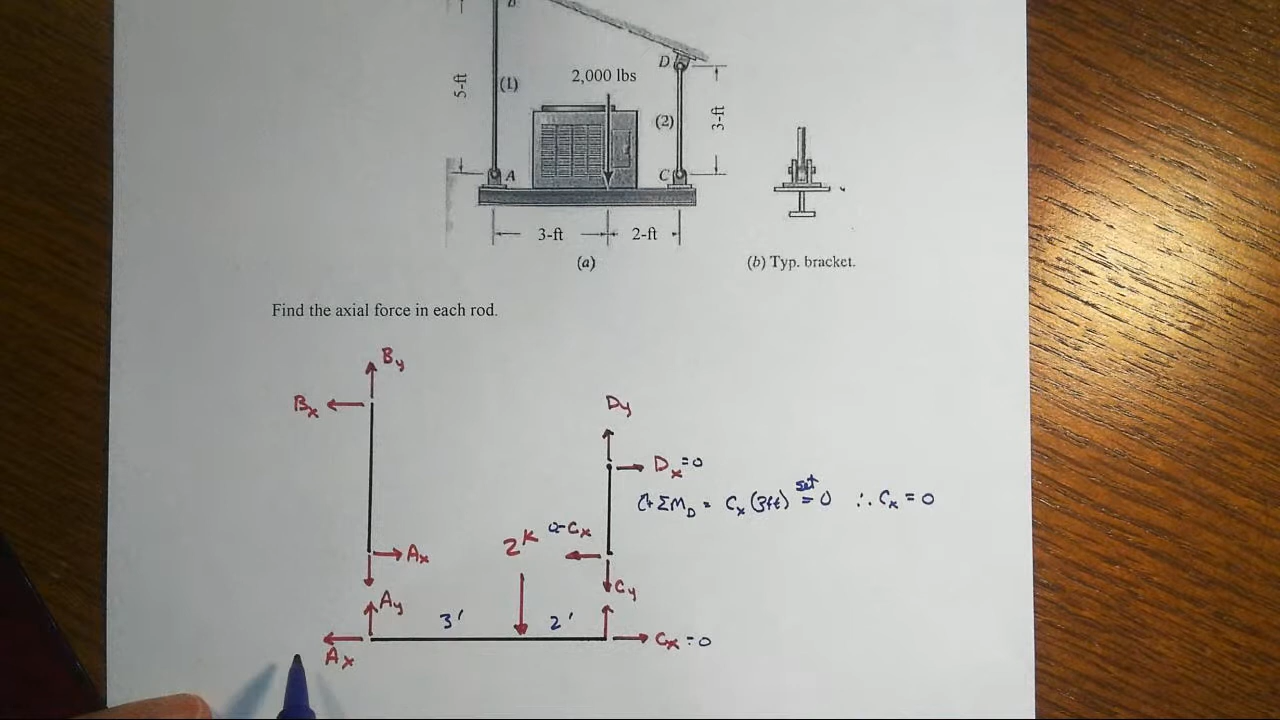 B
5-ft
(1)
2,000 lbs
D
(2)
3-ft
A
C
3-ft
2-ft
(a)
(b) Typ. bracket.
Find the axial force in each rod.
By
Bx
Dy
Dx=0
↺+ΣM_D = Cx(3ft) set = 0 ∴ Cx = 0
2ᴷ
0=Cx
Ax
Cy
Ay
3'
2'
Ax
Cx=0